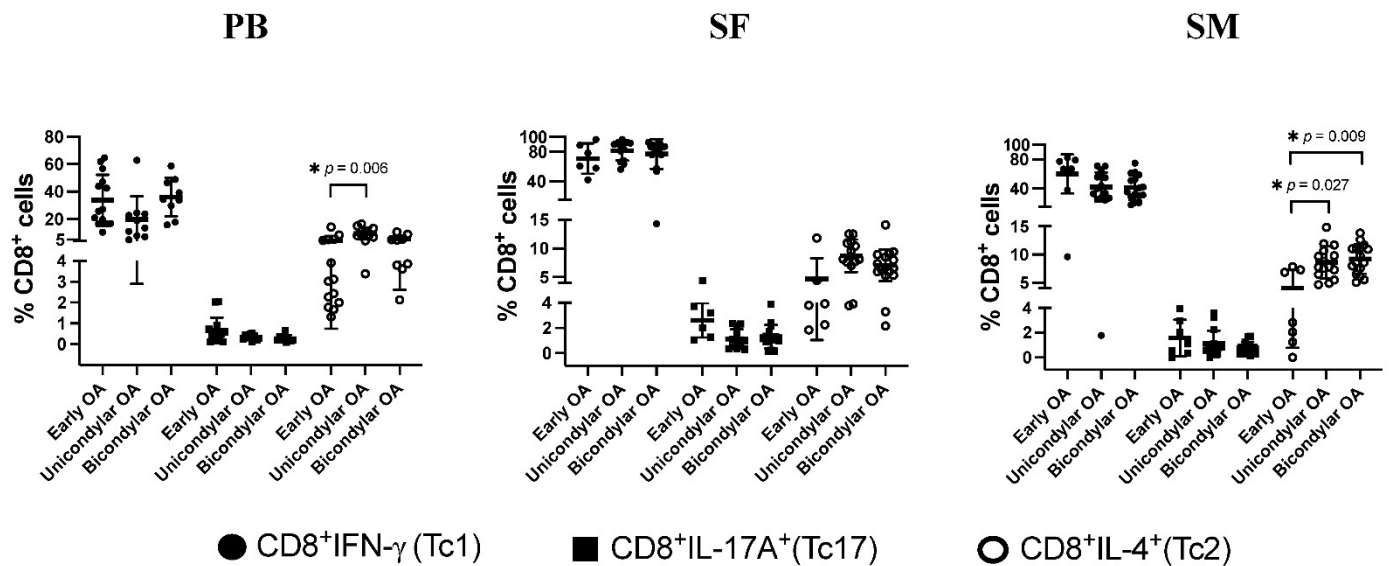 PB
SF
SM
% CD8+ cells
80
60
40
20
5
4
3
2
1
0
* p = 0.006
Early OA
Unicondylar OA
Bicondylar OA
Early OA
Unicondylar OA
Bicondylar OA
Early OA
Unicondylar OA
Bicondylar OA
% CD8+ cells
100
80
40
15
10
5
4
2
0
Early OA
Unicondylar OA
Bicondylar OA
Early OA
Unicondylar OA
Bicondylar OA
Early OA
Unicondylar OA
Bicondylar OA
% CD8+ cells
100
80
40
15
10
5
4
2
0
* p = 0.009
* p = 0.027
Early OA
Unicondylar OA
Bicondylar OA
Early OA
Unicondylar OA
Bicondylar OA
Early OA
Unicondylar OA
Bicondylar OA
CD8+IFN-γ (Tc1)
CD8+IL-17A+(Tc17)
CD8+IL-4+(Tc2)